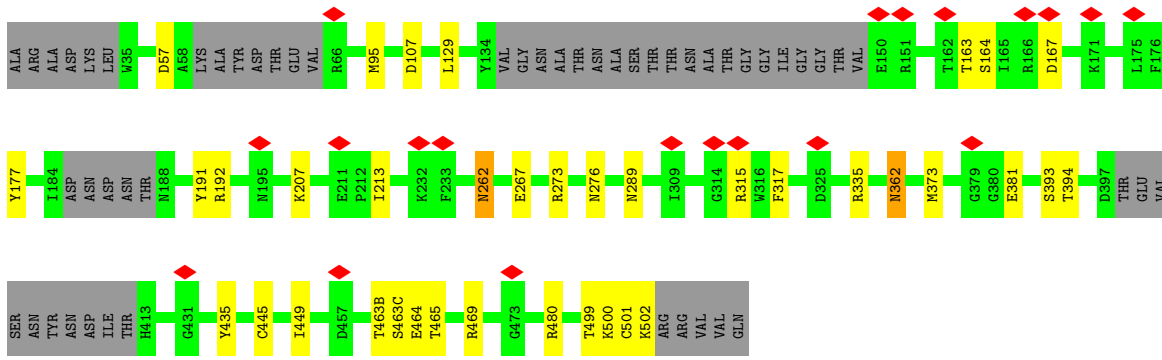 ALA ARG ALA ASP LYS LEU W35 D57 A58 LYS ALA TYR ASP THR GLU VAL R66 M95 D107 L129 Y134 VAL GLY ASN ALA THR ASN ALA SER THR THR ASN ALA THR GLY GLY ILE GLY GLY THR VAL E150 R151 T162 T163 S164 I165 R166 D167 K171 L175 F176
Y177 I184 ASP ASN ASP ASN THR N188 Y191 R192 N195 K207 E211 P212 I213 K232 F233 N262 E267 R273 N276 N289 I309 G314 R315 W316 F317 D325 R335 N362 M373 G379 G380 E381 S393 T394 D397 THR GLU VAL
SER ASN TYR ASN ASP ILE THR H413 G431 Y435 C445 I449 D457 T463B S463C E464 T465 R469 G473 R480 T499 K500 C501 K502 ARG ARG VAL VAL GLN